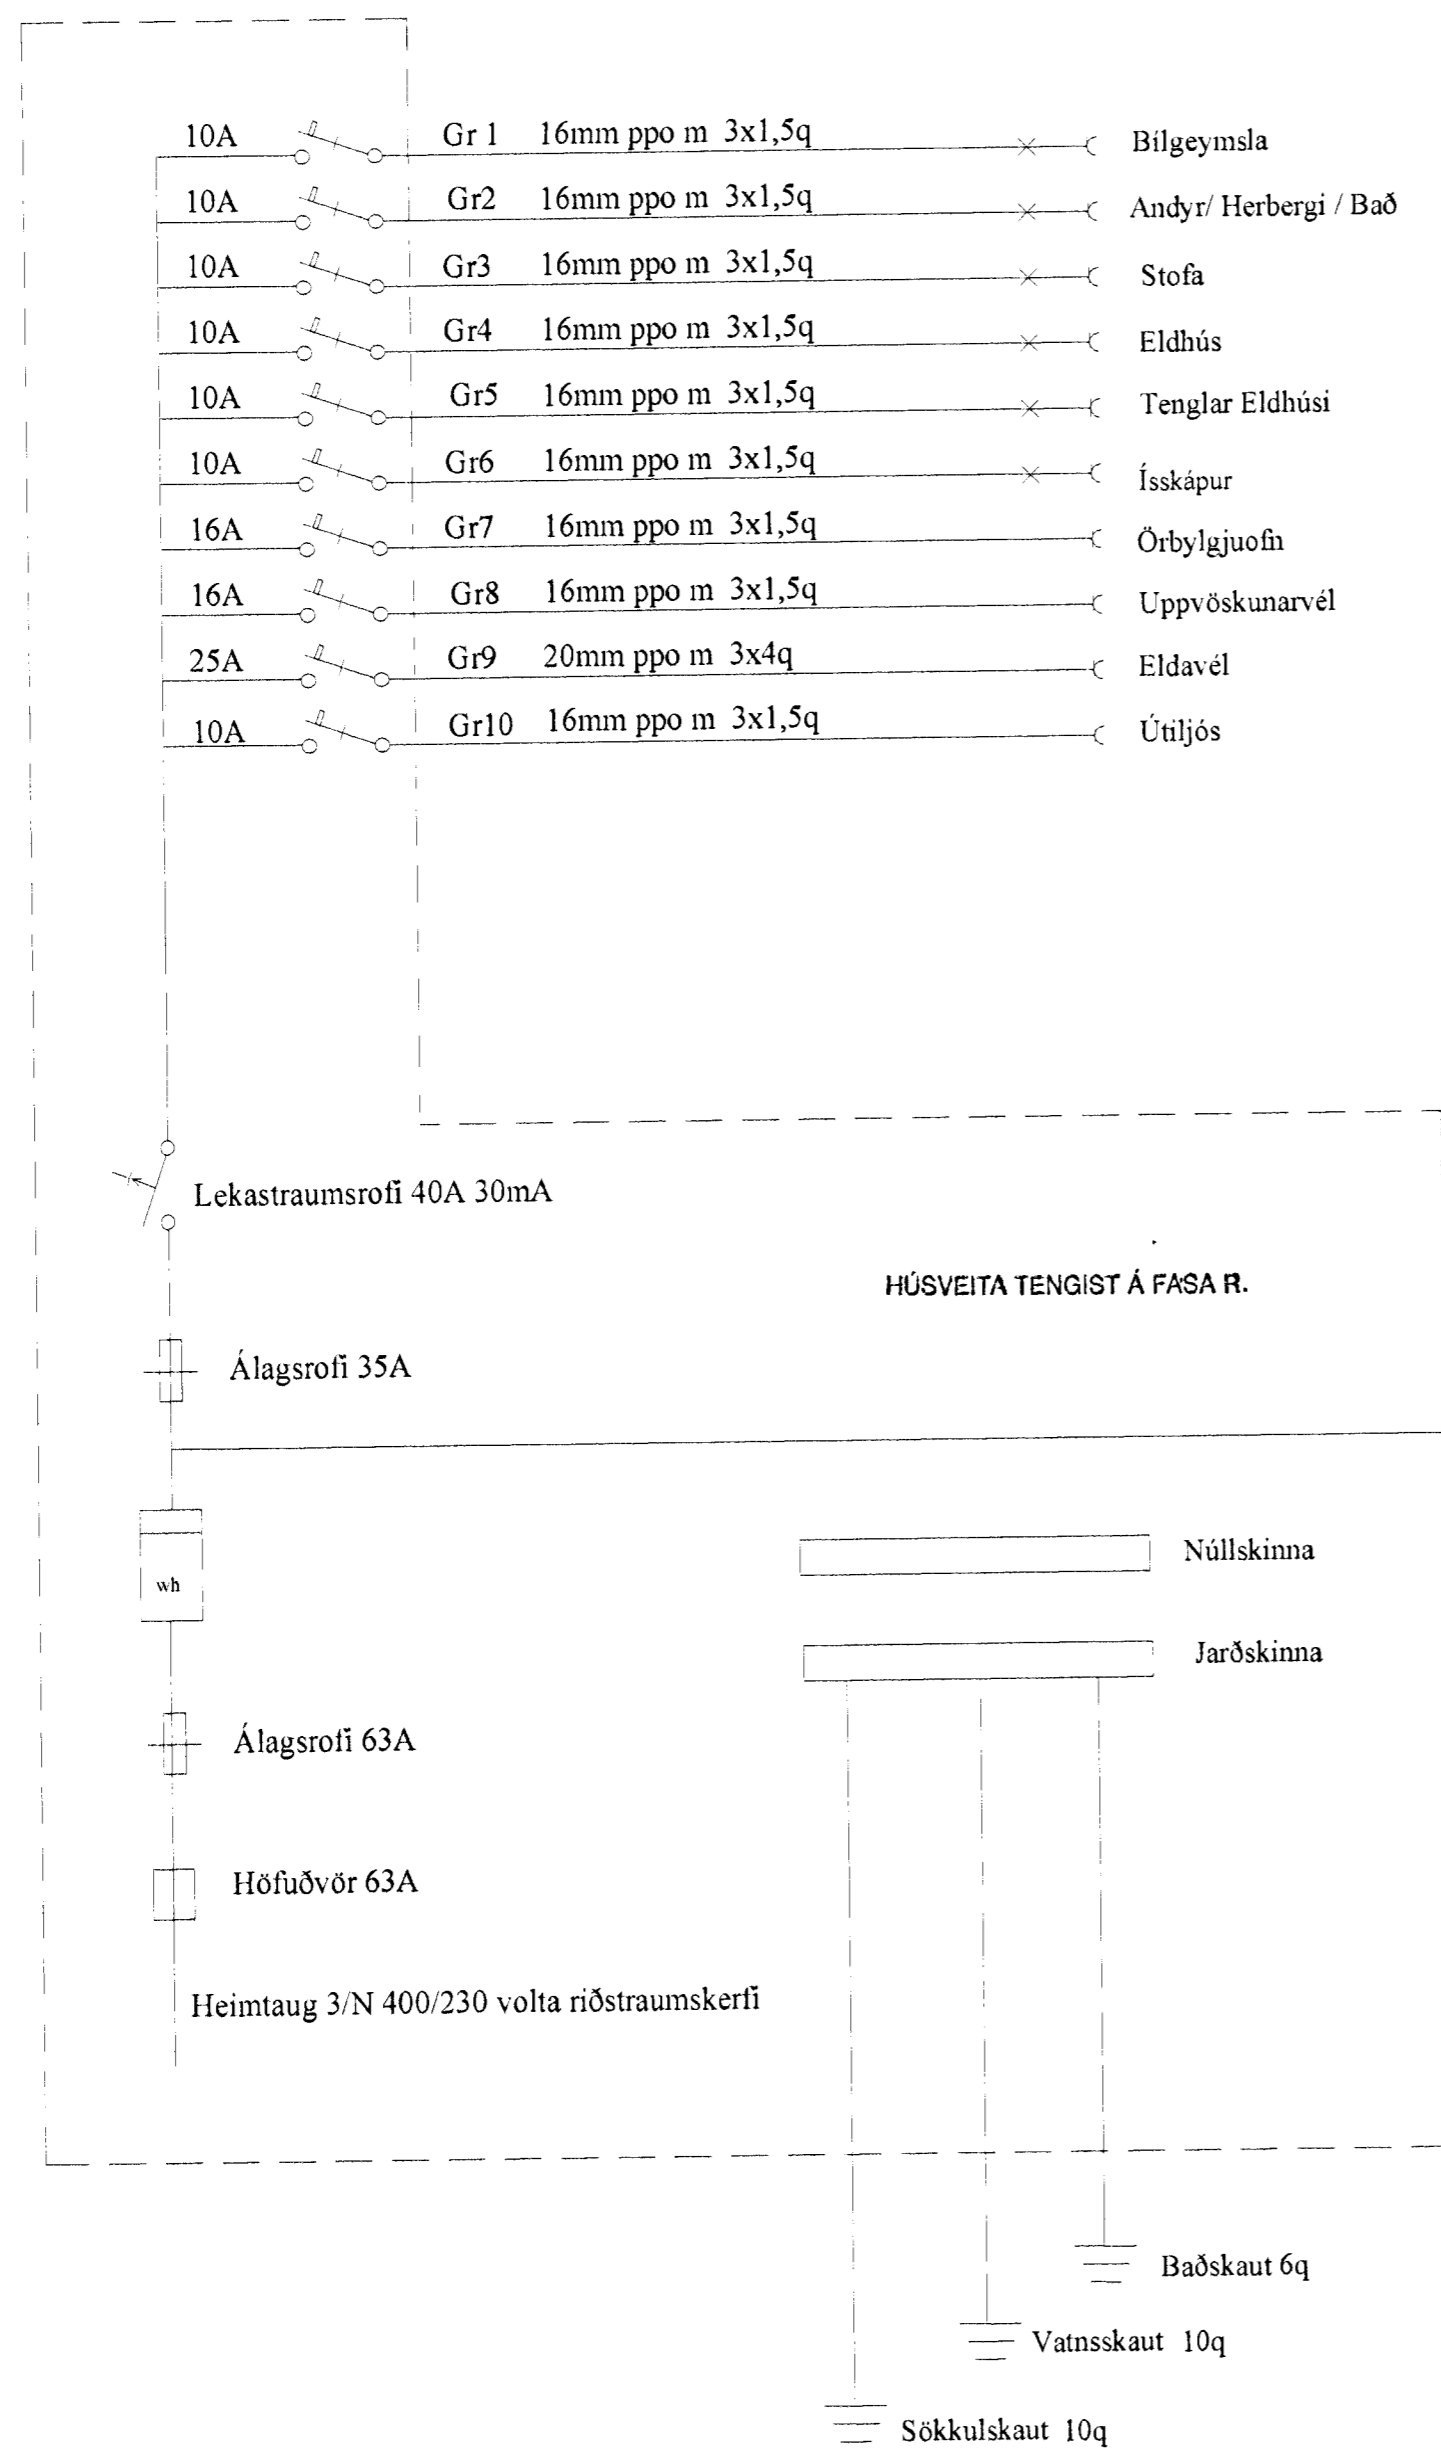 10A Gr 1 16mm ppo m 3x1,5q Bílgeymsla
10A Gr2 16mm ppo m 3x1,5q Andyr/ Herbergi / Bað
10A Gr3 16mm ppo m 3x1,5q Stofa
10A Gr4 16mm ppo m 3x1,5q Eldhús
10A Gr5 16mm ppo m 3x1,5q Tenglar Eldhúsi
10A Gr6 16mm ppo m 3x1,5q Ísskápur
16A Gr7 16mm ppo m 3x1,5q Örbylgjuofn
16A Gr8 16mm ppo m 3x1,5q Uppvöskunarvél
25A Gr9 20mm ppo m 3x4q Eldavél
10A Gr10 16mm ppo m 3x1,5q Útiljós
Lekastraumsrofi 40A 30mA
HÚSVEITA TENGIST Á FASA R.
Álagsrofi 35A
Núllskinna
wh
Jarðskinna
Álagsrofi 63A
Höfuðvör 63A
Heimtaug 3/N 400/230 volta riðstraumskerfi
Baðskaut 6q
Vatnsskaut 10q
Sökkulskaut 10q